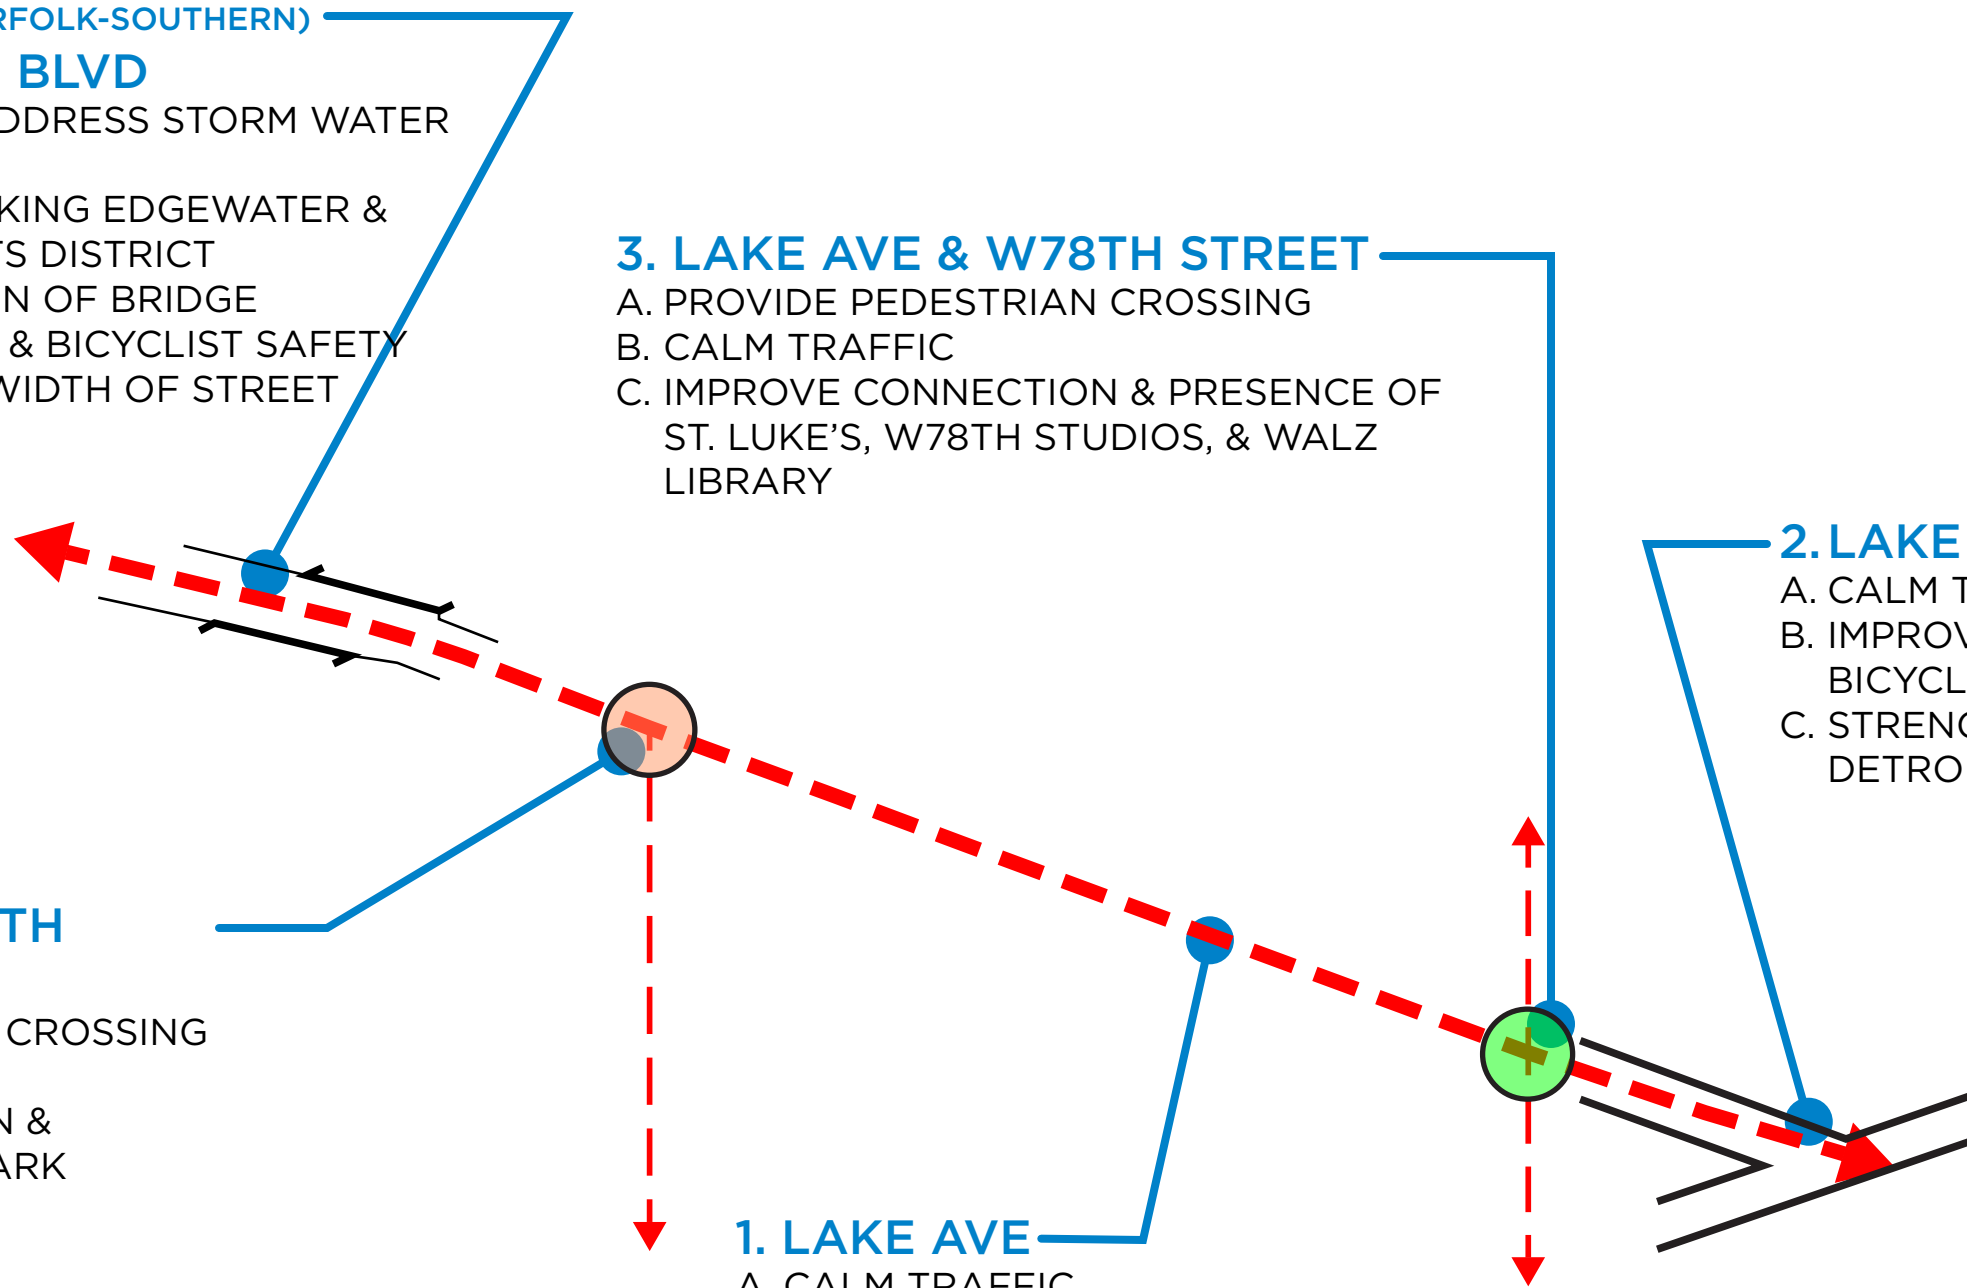 RFOLK-SOUTHERN)
BLVD
DDRESS STORM WATER
KING EDGEWATER &
TS DISTRICT
N OF BRIDGE
& BICYCLIST SAFETY
WIDTH OF STREET
3. LAKE AVE & W78TH STREET
A. PROVIDE PEDESTRIAN CROSSING
B. CALM TRAFFIC
C. IMPROVE CONNECTION & PRESENCE OF
ST. LUKE'S, W78TH STUDIOS, & WALZ
LIBRARY
2. LAKE
A. CALM T
B. IMPROV
BICYCL
C. STRENG
DETRO
TH
CROSSING
N &
ARK
1. LAKE AVE
A. CALM TRAFFIC